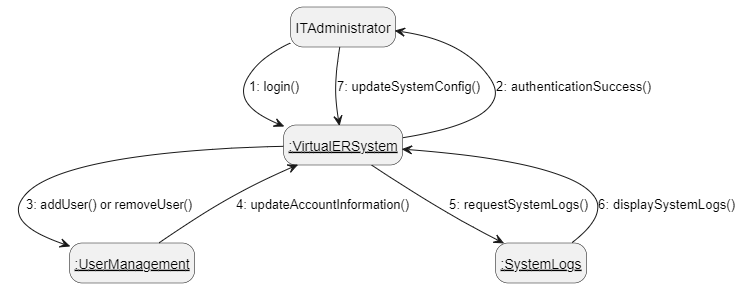 ITAdministrator
1: login()
7: updateSystemConfig()
2: authenticationSuccess()
:VirtualERSystem
3: addUser() or removeUser()
4: updateAccountInformation()
5: requestSystemLogs()
6: displaySystemLogs()
:UserManagement
:SystemLogs